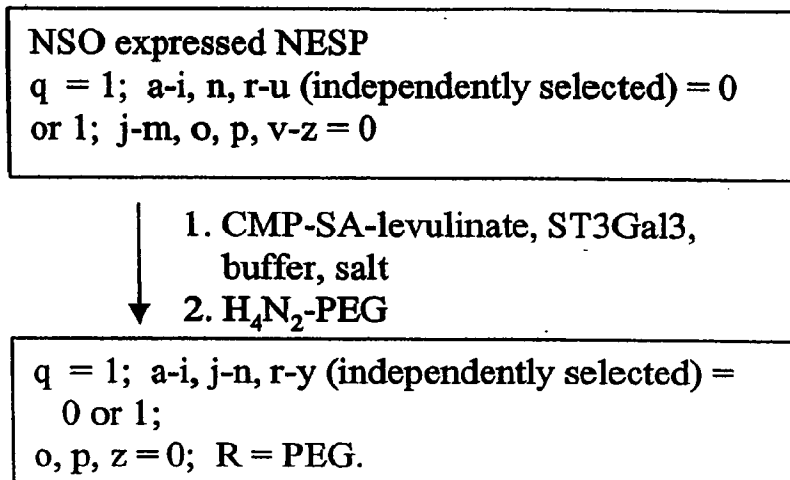 NSO expressed NESP
q = 1; a-i, n, r-u (independently selected) = 0
or 1; j-m, o, p, v-z = 0
1. CMP-SA-levulinate, ST3Gal3,
buffer, salt
2. H₄N₂-PEG
q = 1; a-i, j-n, r-y (independently selected) =
0 or 1;
o, p, z = 0; R = PEG.